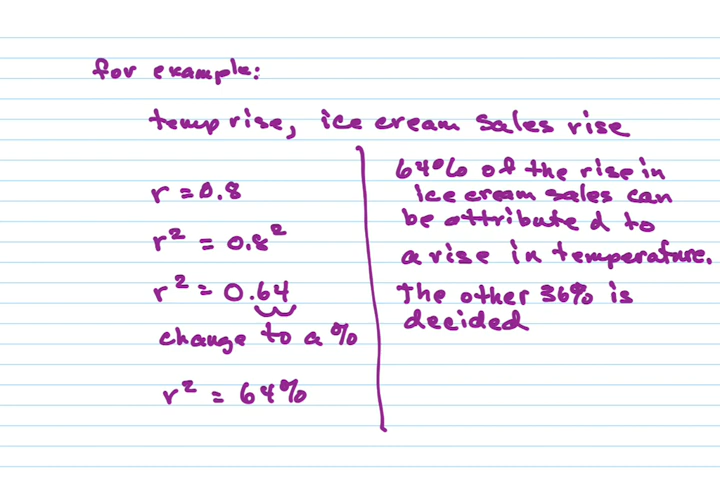 for example:
temp rise, ice cream sales rise
r = 0.8
r² = 0.8²
r² = 0.64
change to a %
r² = 64%
64% of the rise in
ice cream sales can
be attributed to
a rise in temperature.
The other 36% is
decided